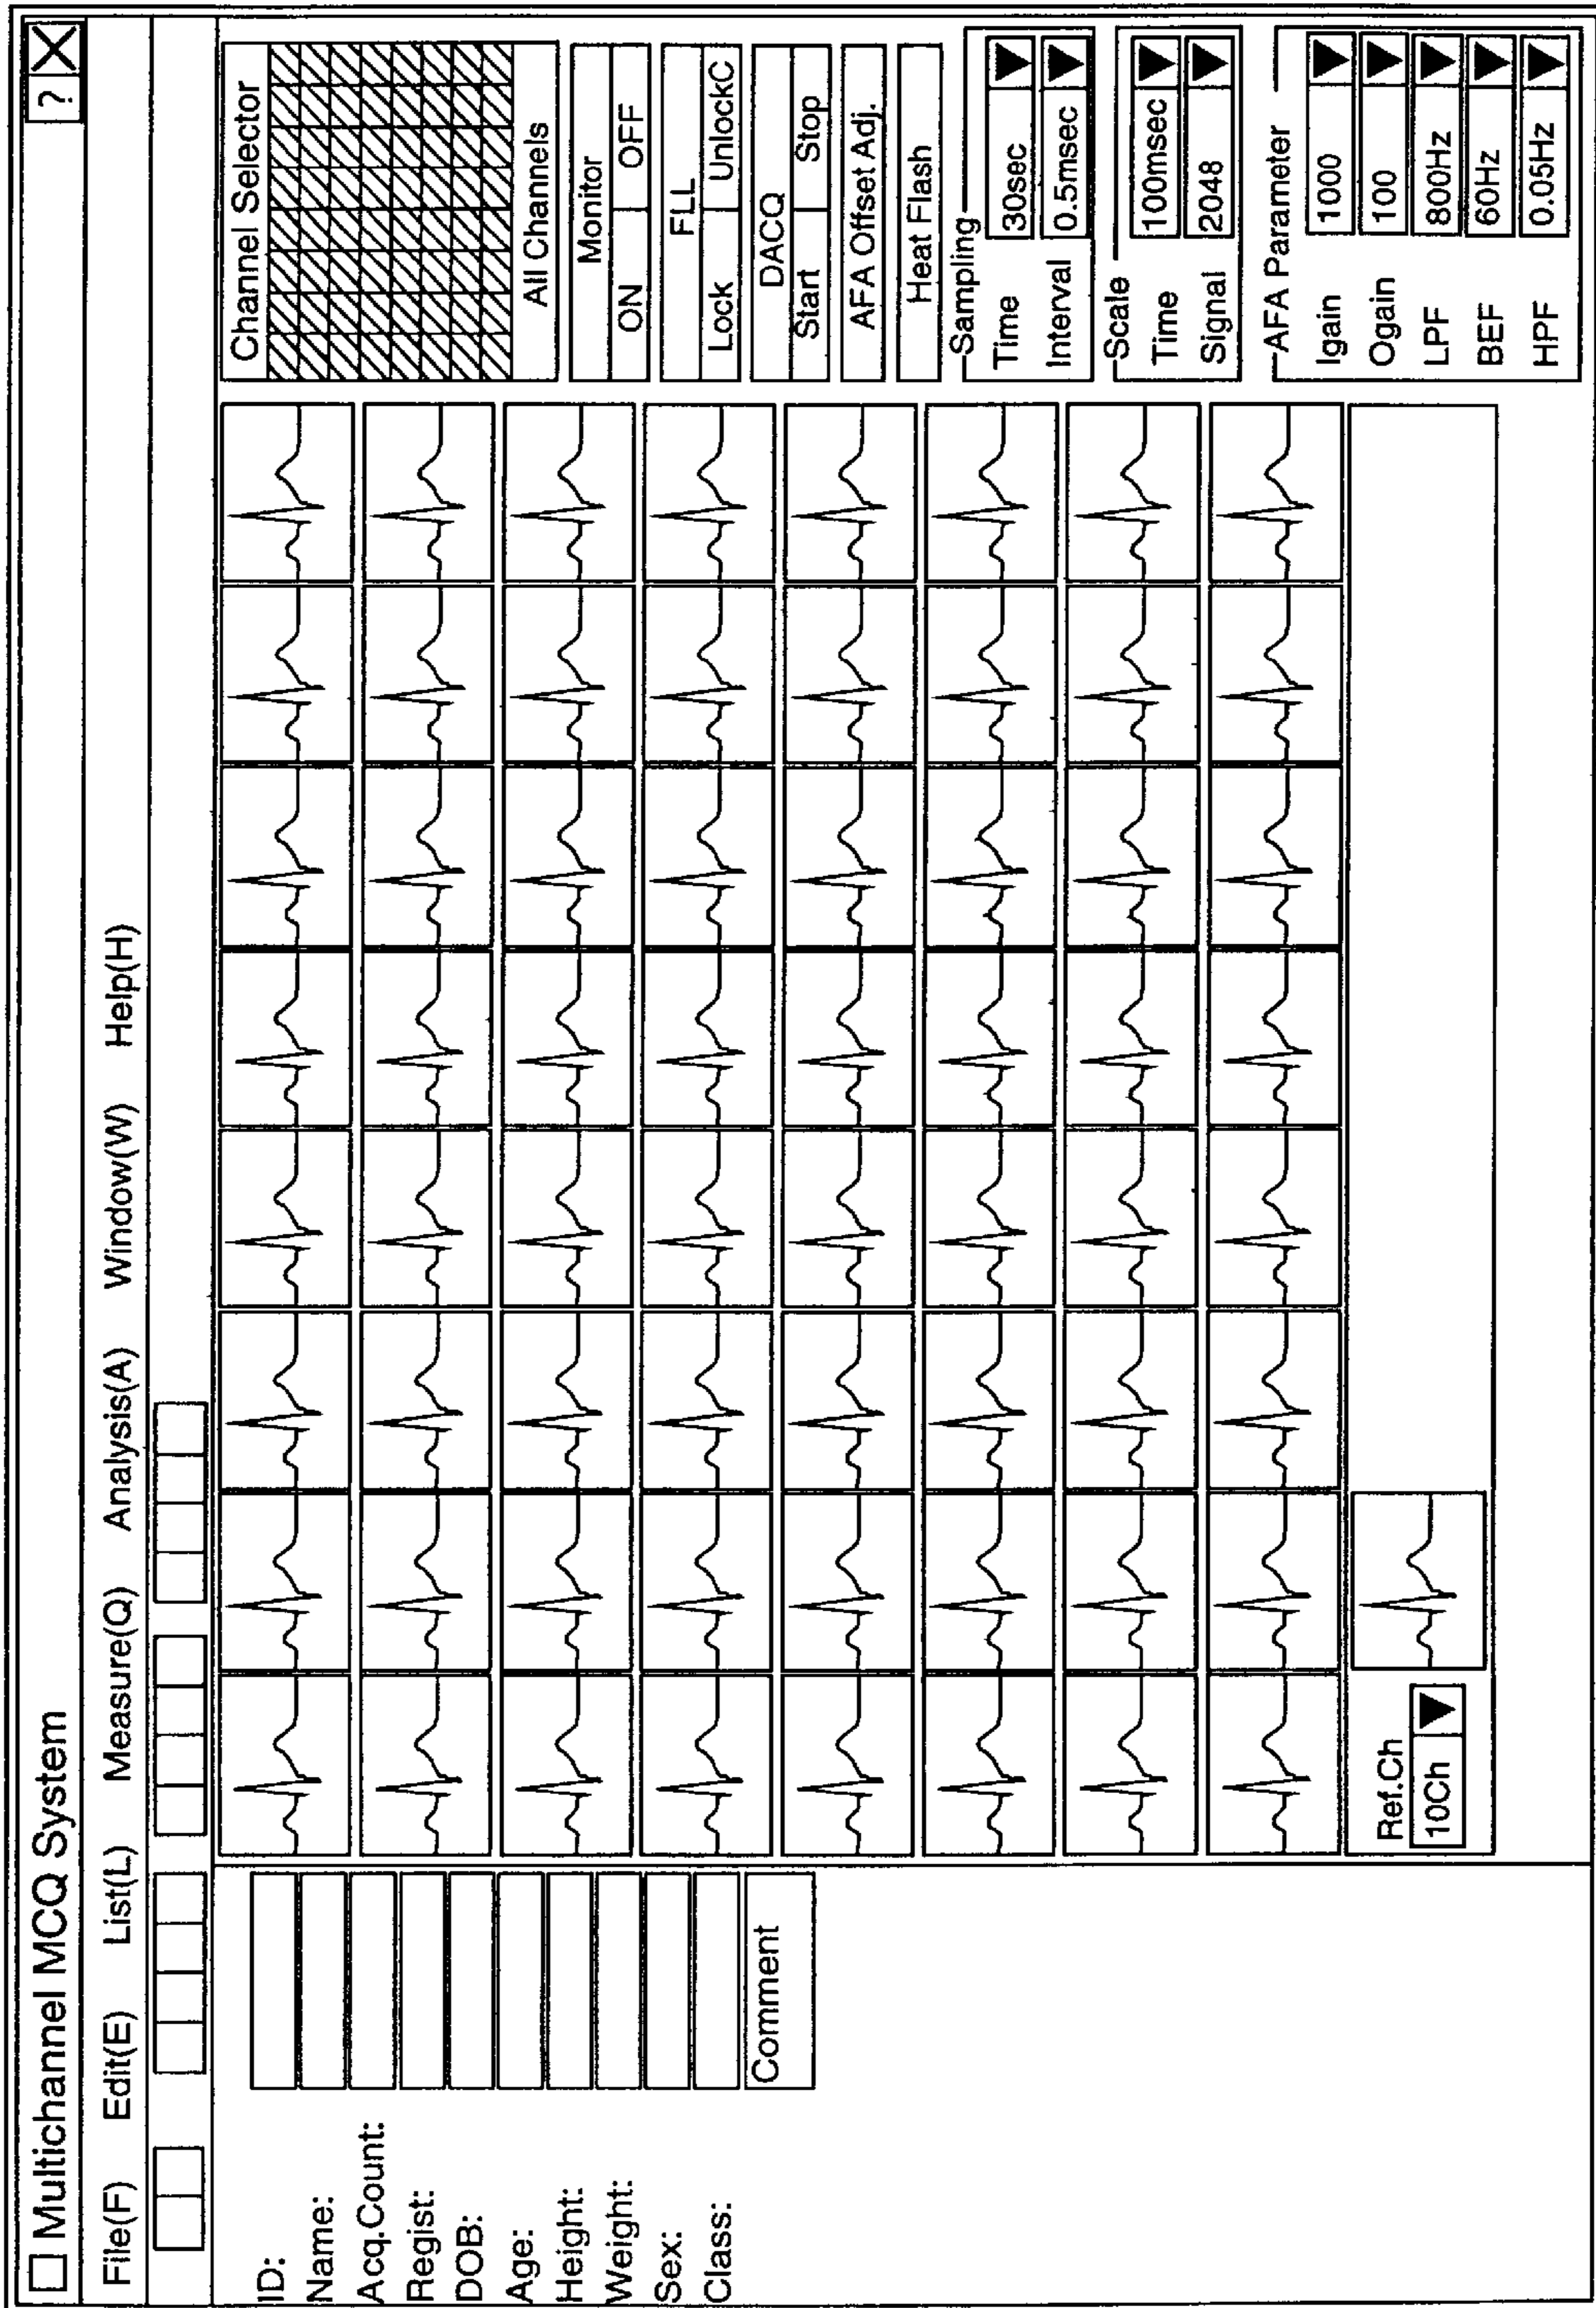 Multichannel MCQ System
?
File(F) Edit(E) List(L) Measure(Q) Analysis(A) Window(W) Help(H)
ID:
Name:
Acq.Count:
Regist:
DOB:
Age:
Height:
Weight:
Sex:
Class:
Comment
Ref.Ch
10Ch
Channel Selector
All Channels
Monitor
ON OFF
FLL
Lock UnlockC
DACQ
Start Stop
AFA Offset Adj.
Heat Flash
Sampling
Time 30sec
Interval 0.5msec
Scale
Time 100msec
Signal 2048
AFA Parameter
Igain 1000
Ogain 100
LPF 800Hz
BEF 60Hz
HPF 0.05Hz